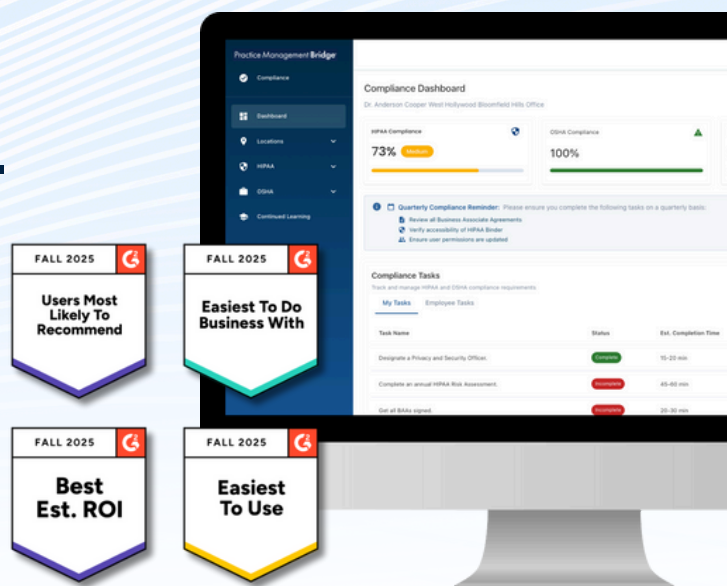 Practice Management Bridge
Compliance
Dashboard
Locations
HIPAA
OSHA
Continued Learning
Compliance Dashboard
Dr. Anderson Cooper West Hollywood Bloomfield Hills Office
HIPAA Compliance
73% Medium
OSHA Compliance
100%
Quarterly Compliance Reminder: Please ensure you complete the following tasks on a quarterly basis:
Review all Business Associate Agreements
Verify accessibility of HIPAA Binder
Ensure user permissions are updated
Compliance Tasks
Track and manage HIPAA and OSHA compliance requirements
My Tasks Employee Tasks
Task Name Status Est. Completion Time
Designate a Privacy and Security Officer. Complete 15-20 min
Complete an annual HIPAA Risk Assessment. Incomplete 45-60 min
Get all BAAs signed. Incomplete 20-30 min
FALL 2025 G2
Users Most
Likely To
Recommend
FALL 2025 G2
Easiest To Do
Business With
FALL 2025 G2
Best
Est. ROI
FALL 2025 G2
Easiest
To Use